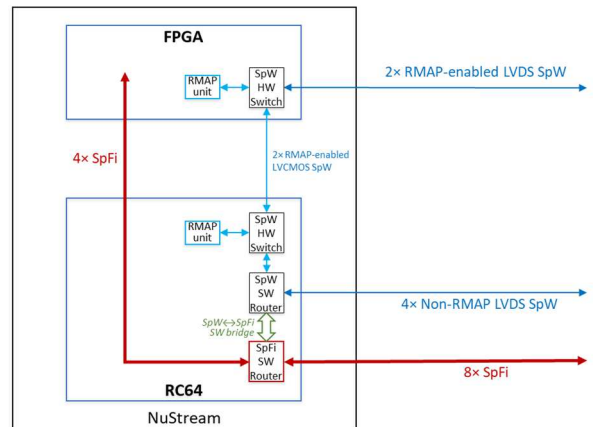 FPGA
SpW
HW
Switch
RMAP
unit
2× RMAP-enabled LVDS SpW
4× SpFi
2× RMAP-enabled
LVCMOS SpW
SpW
HW
Switch
RMAP
unit
SpW
SW
Router
4× Non-RMAP LVDS SpW
SpW↔SpFi
SW bridge
SpFi
SW
Router
8× SpFi
RC64
NuStream